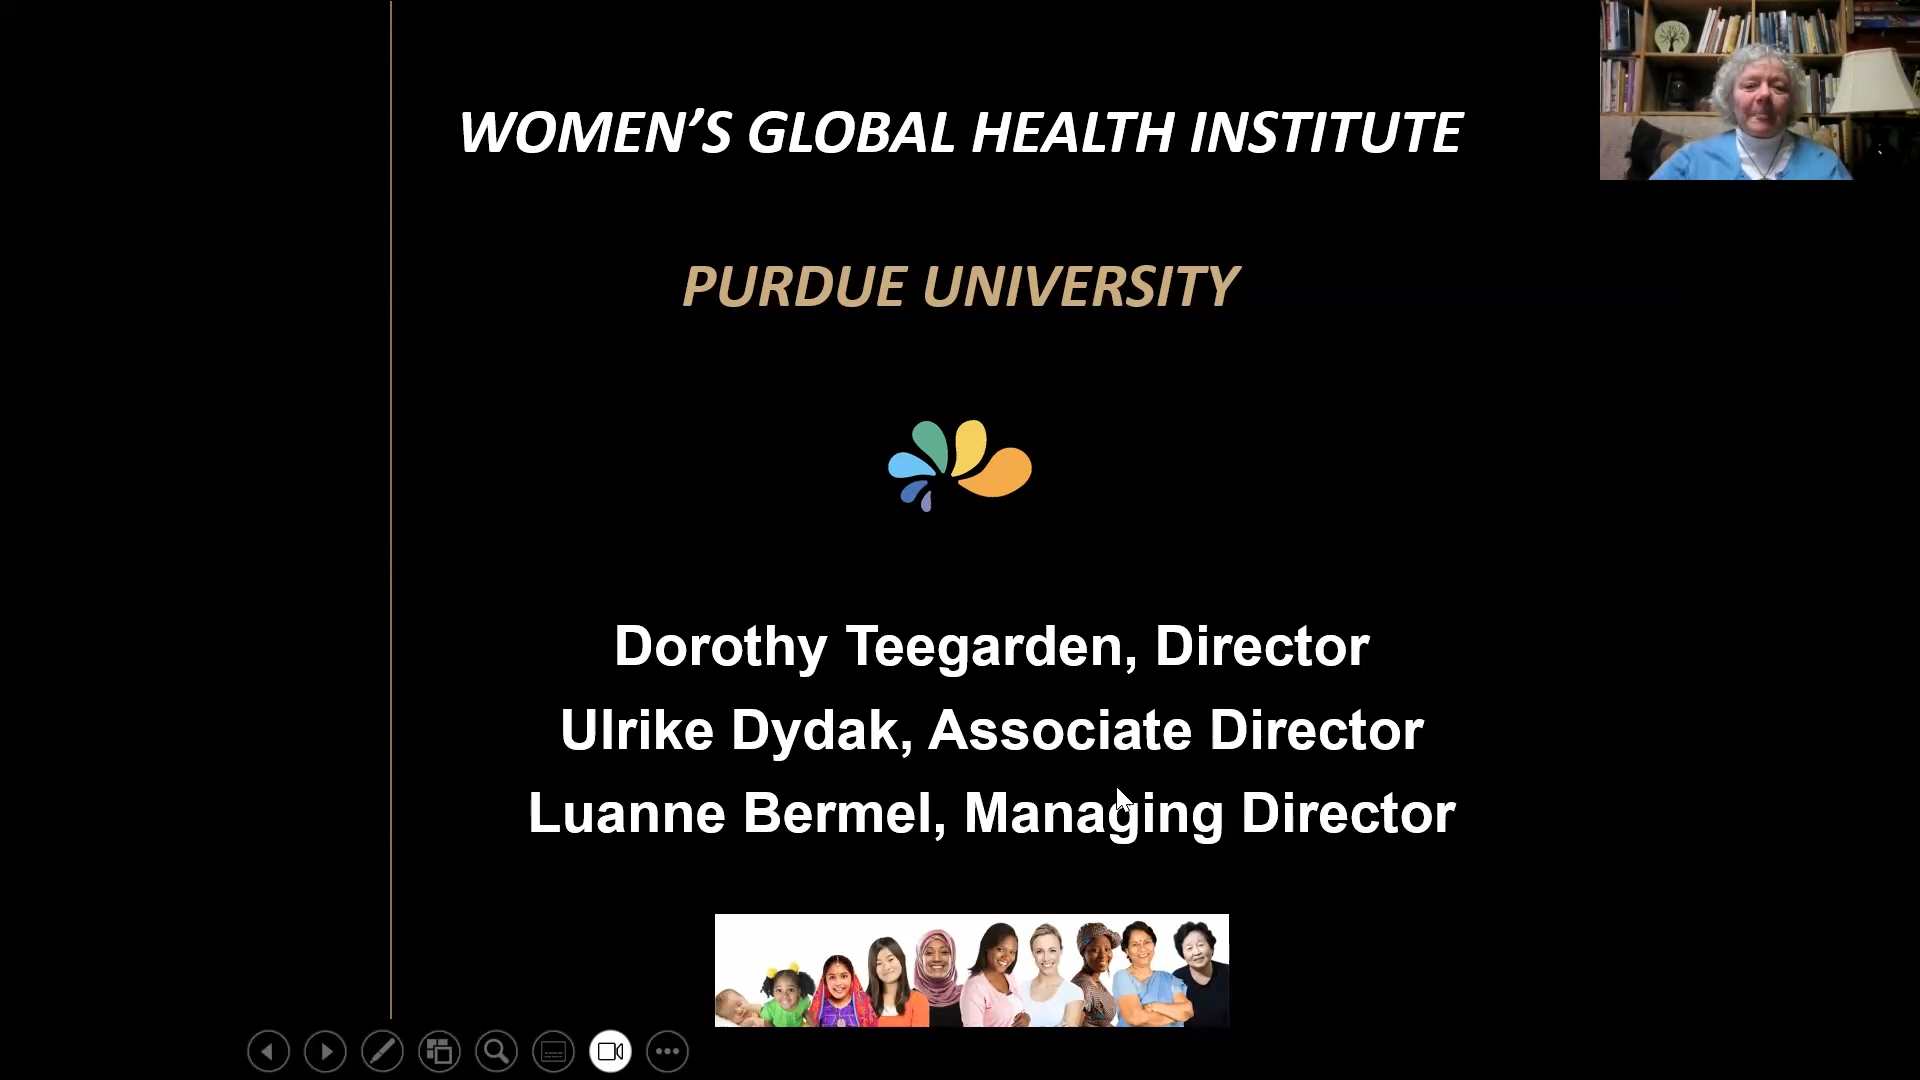 WOMEN’S GLOBAL HEALTH INSTITUTE
PURDUE UNIVERSITY
Dorothy Teegarden, Director
Ulrike Dydak, Associate Director
Luanne Bermel, Managing Director